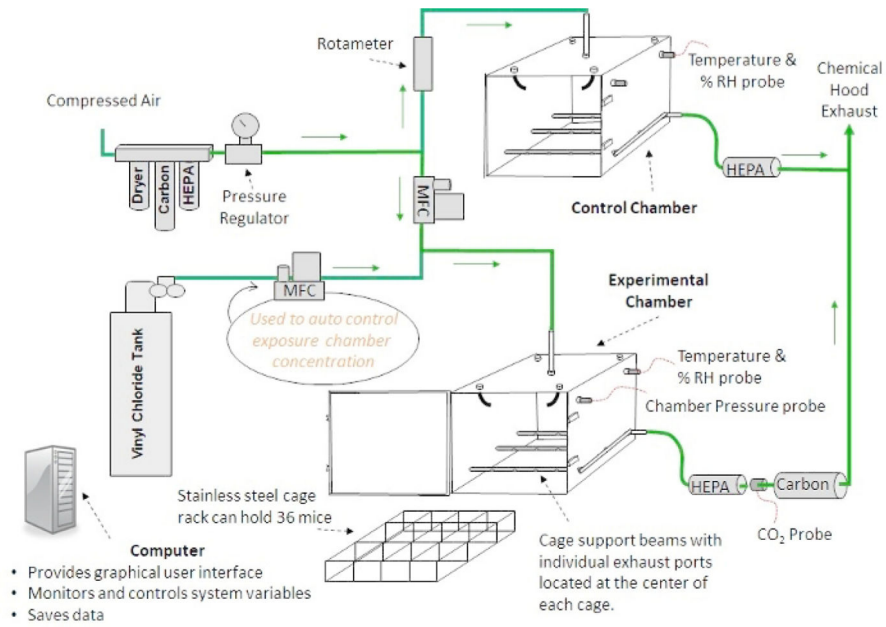 Rotameter
Compressed Air
Dryer
Carbon
HEPA
Pressure
Regulator
MFC
Temperature &
% RH probe
Chemical
Hood
Exhaust
HEPA
Control Chamber
MFC
Used to auto control
exposure chamber
concentration
Vinyl Chloride Tank
Experimental
Chamber
Temperature &
% RH probe
Chamber Pressure probe
HEPA
Carbon
CO₂ Probe
Stainless steel cage
rack can hold 36 mice
Cage support beams with
individual exhaust ports
located at the center of
each cage.
Computer
• Provides graphical user interface
• Monitors and controls system variables
• Saves data